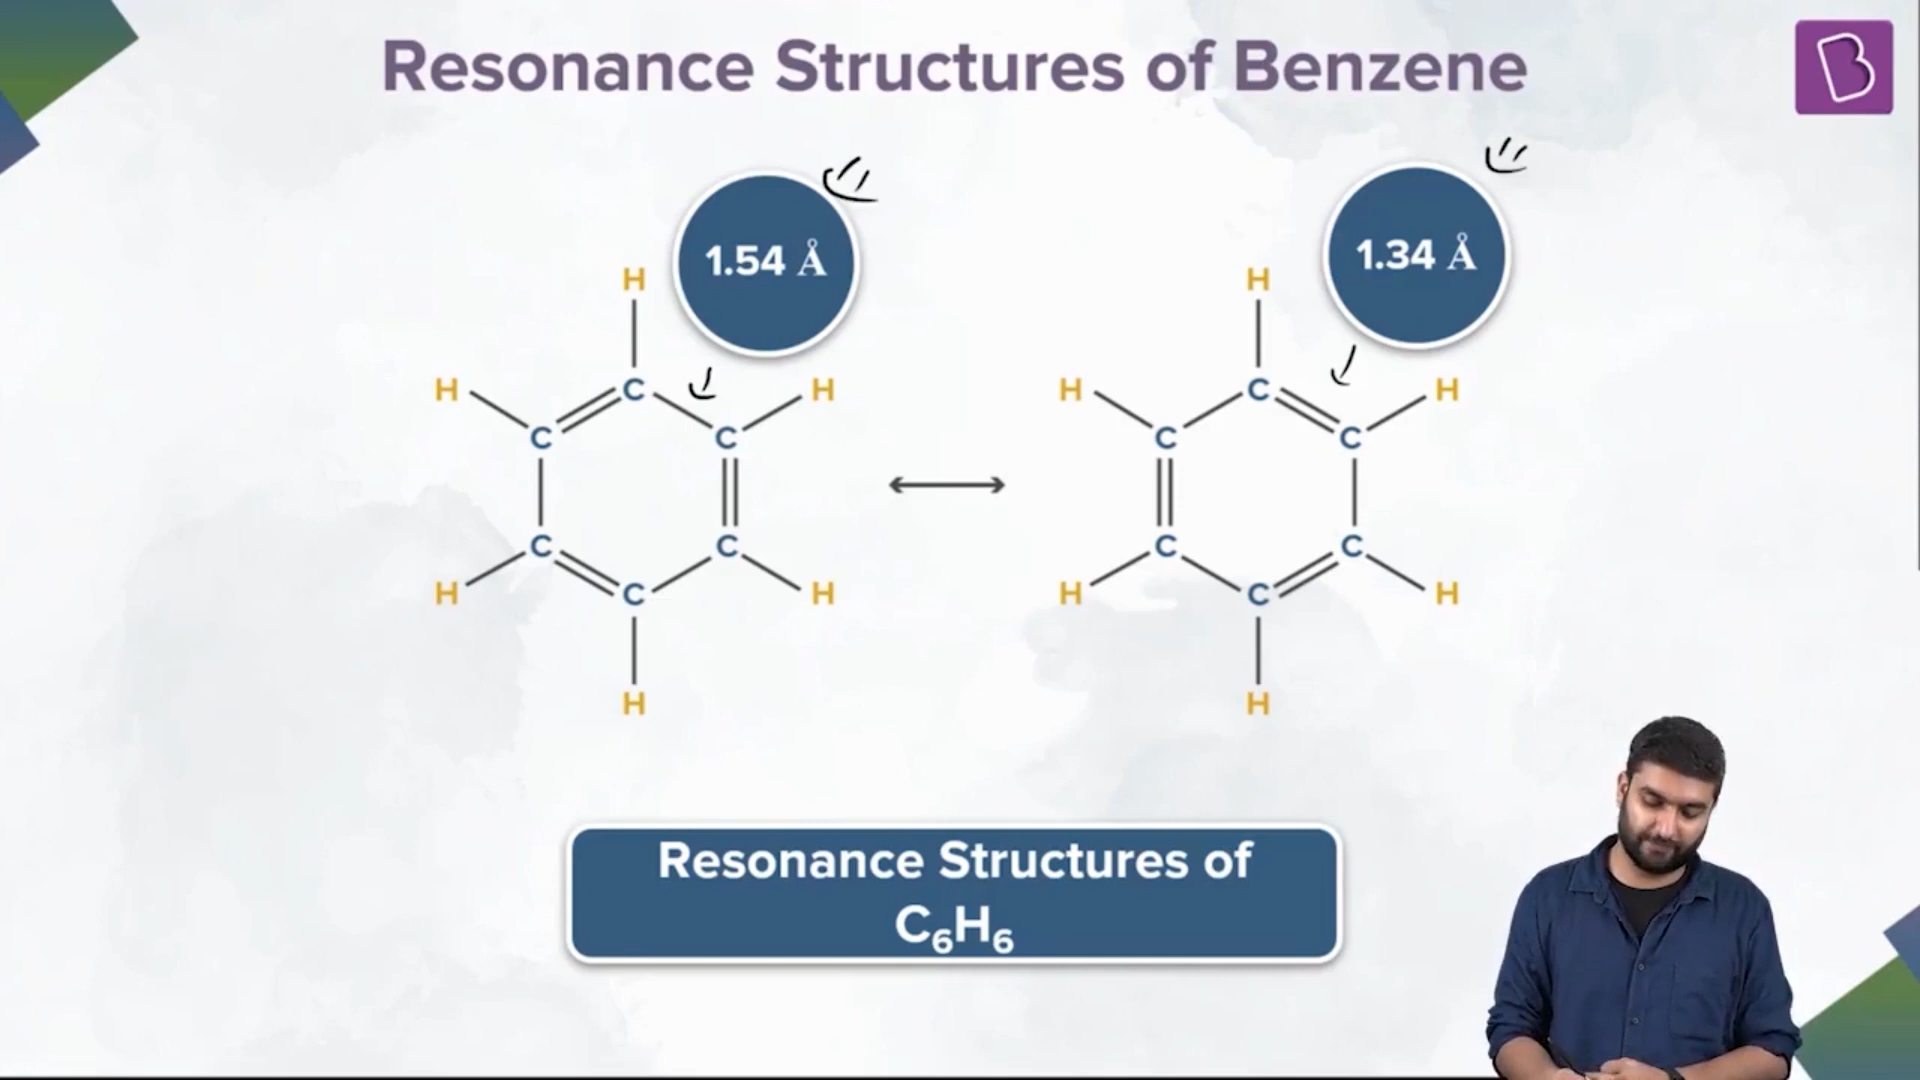 Resonance Structures of Benzene
1.54 Å
1.34 Å
H
H
H
C
H
H
C
H
C
C
C
C
C
C
C
C
H
C
H
H
C
H
H
H
Resonance Structures of
C₆H₆